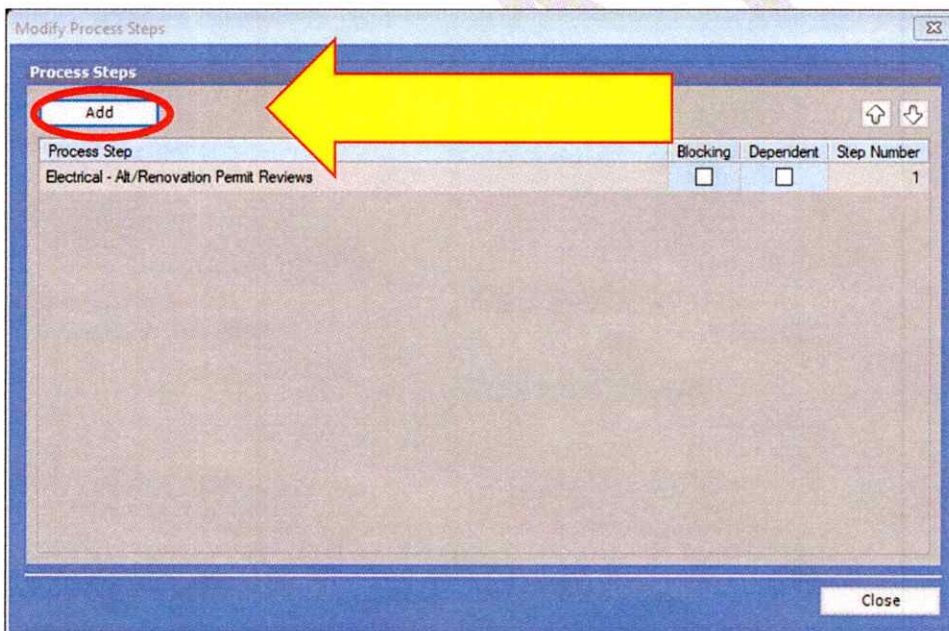 Modify Process Steps
Process Steps
Add
Process Step Blocking Dependent Step Number
Electrical - Alt/Renovation Permit Reviews 1
Close